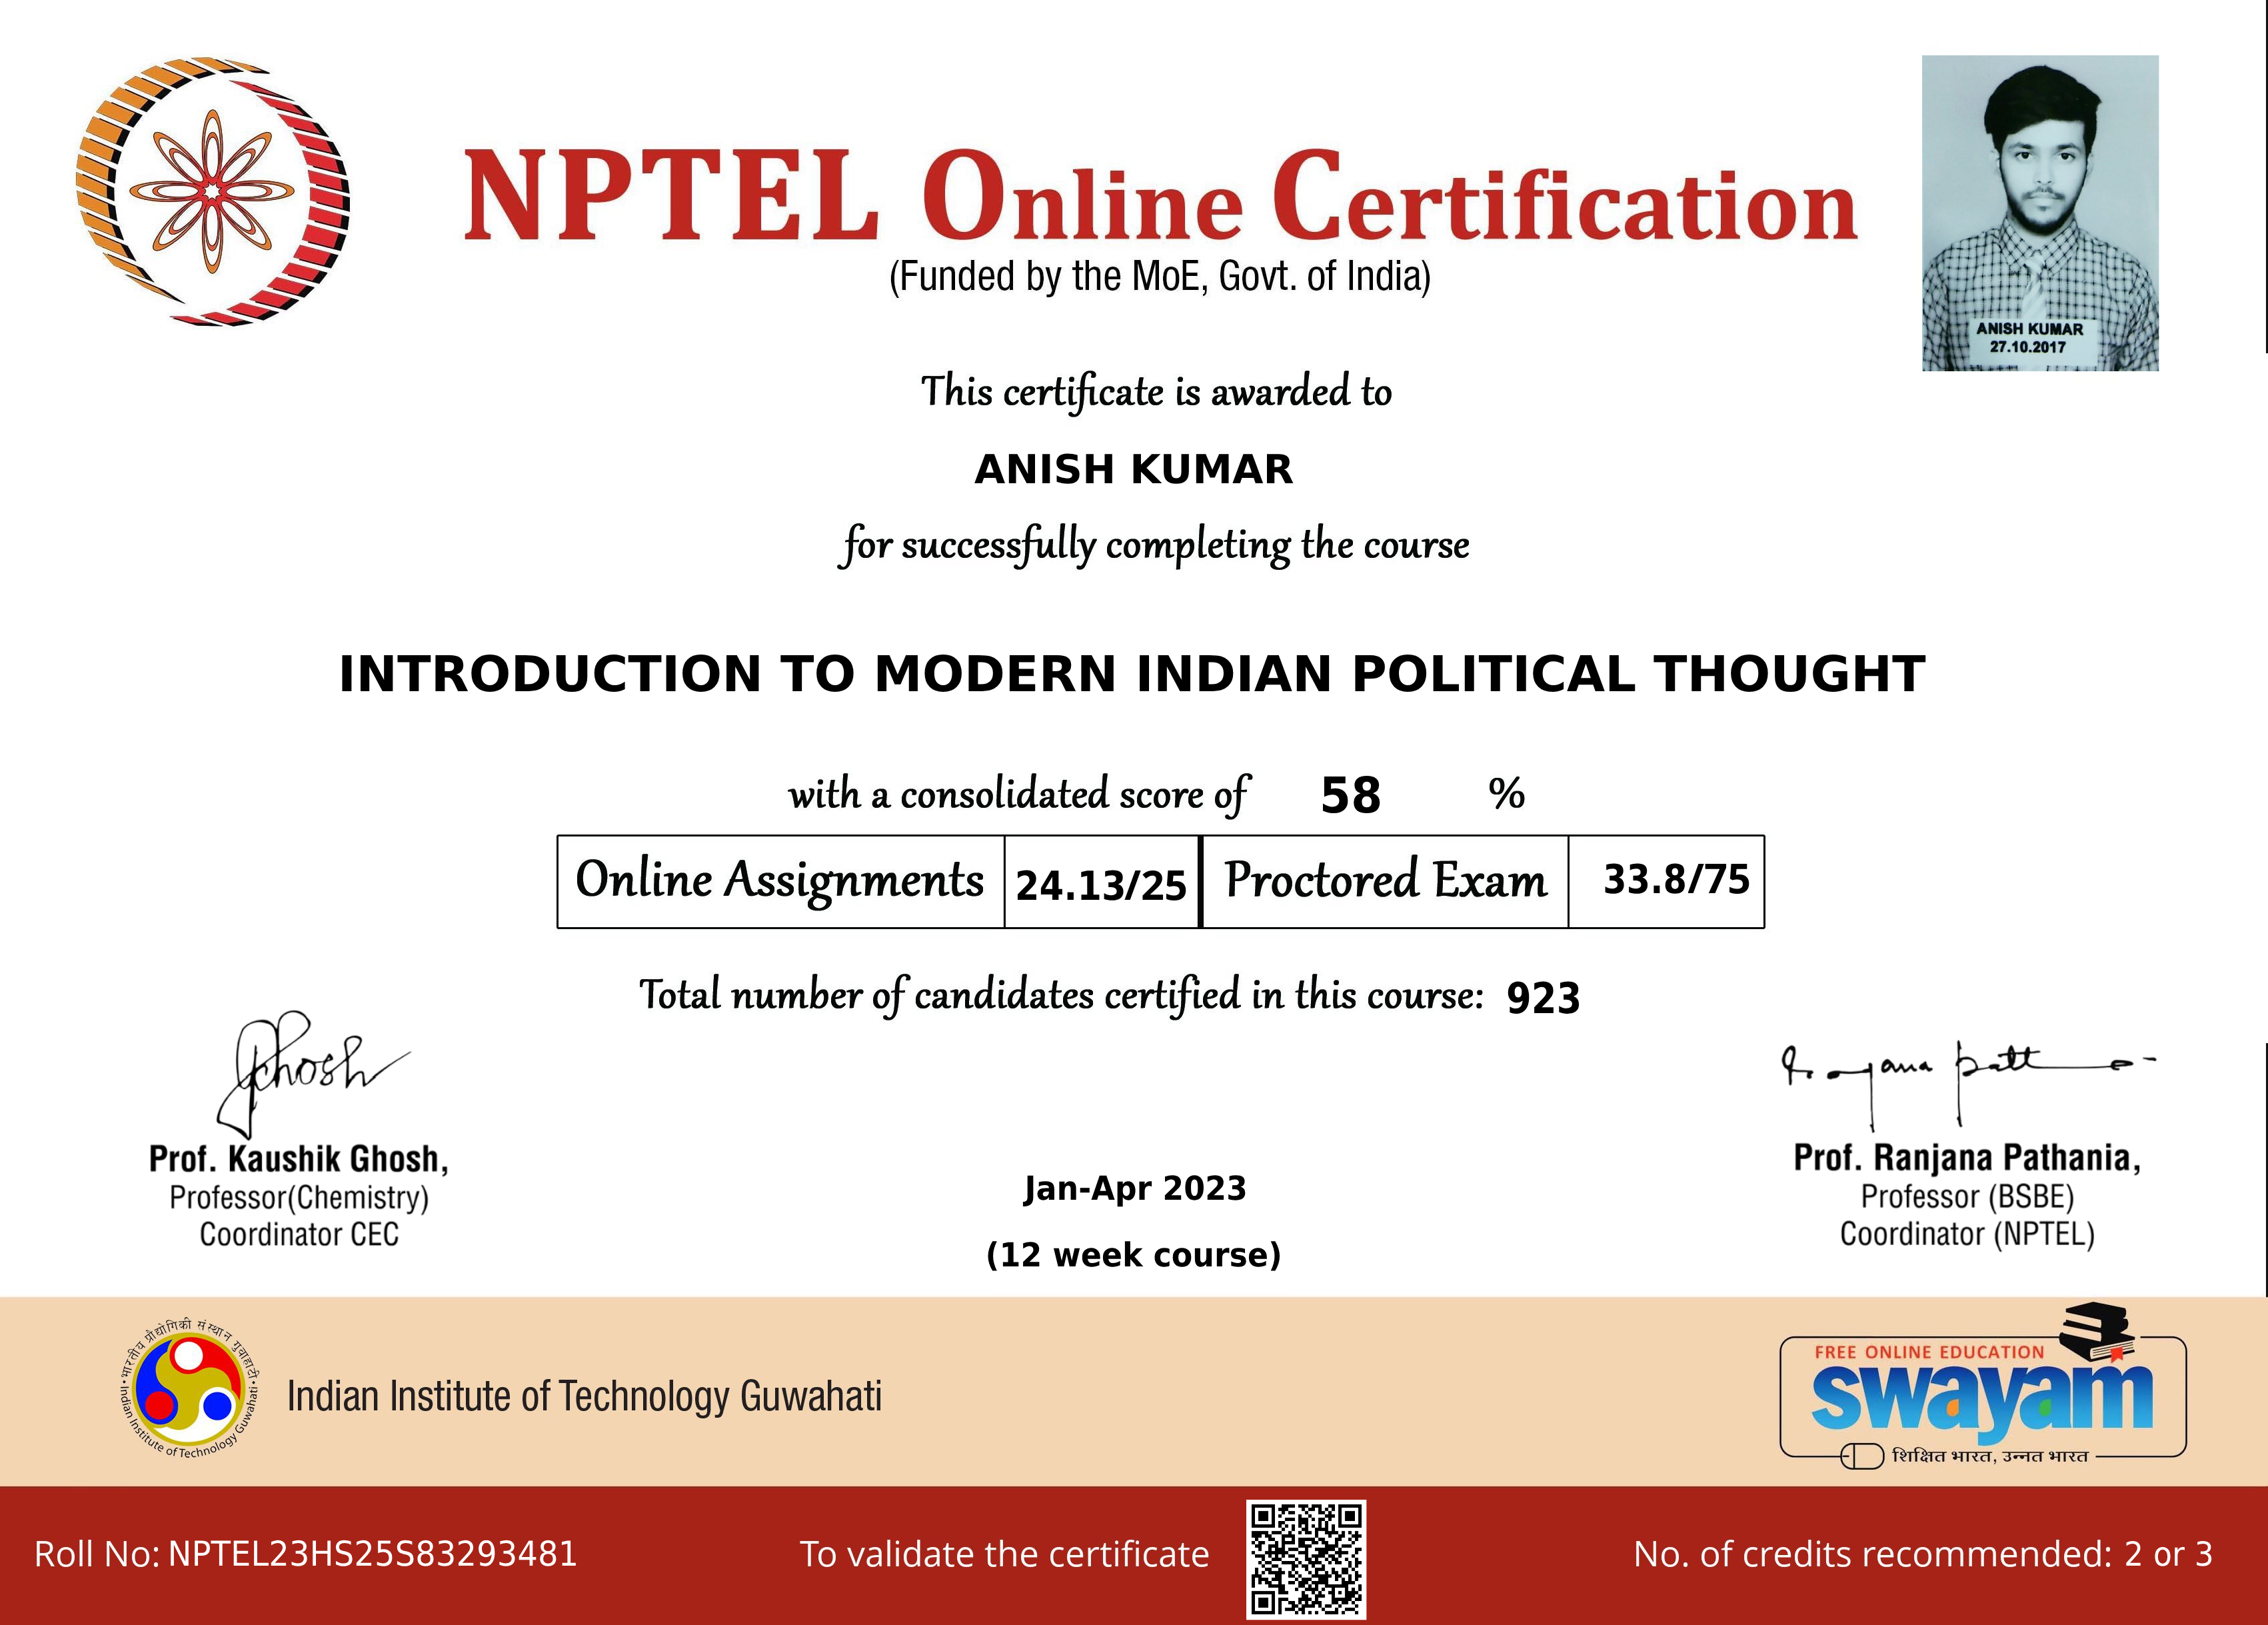 NPTEL Online Certification
(Funded by the MoE, Govt. of India)
ANISH KUMAR
27.10.2017
This certificate is awarded to
ANISH KUMAR
for successfully completing the course
INTRODUCTION TO MODERN INDIAN POLITICAL THOUGHT
with a consolidated score of 58 %
Online Assignments 24.13/25 Proctored Exam 33.8/75
Total number of candidates certified in this course: 923
Ghosh
Ranjana Patt
Prof. Kaushik Ghosh,
Professor(Chemistry)
Coordinator CEC
Jan-Apr 2023
(12 week course)
Prof. Ranjana Pathania,
Professor (BSBE)
Coordinator (NPTEL)
भारतीय प्रौद्योगिकी संस्थान गुवाहाटी
Indian Institute of Technology Guwahati
Indian Institute of Technology Guwahati
FREE ONLINE EDUCATION
swayam
शिक्षित भारत, उन्नत भारत
Roll No: NPTEL23HS25S83293481
To validate the certificate
No. of credits recommended: 2 or 3